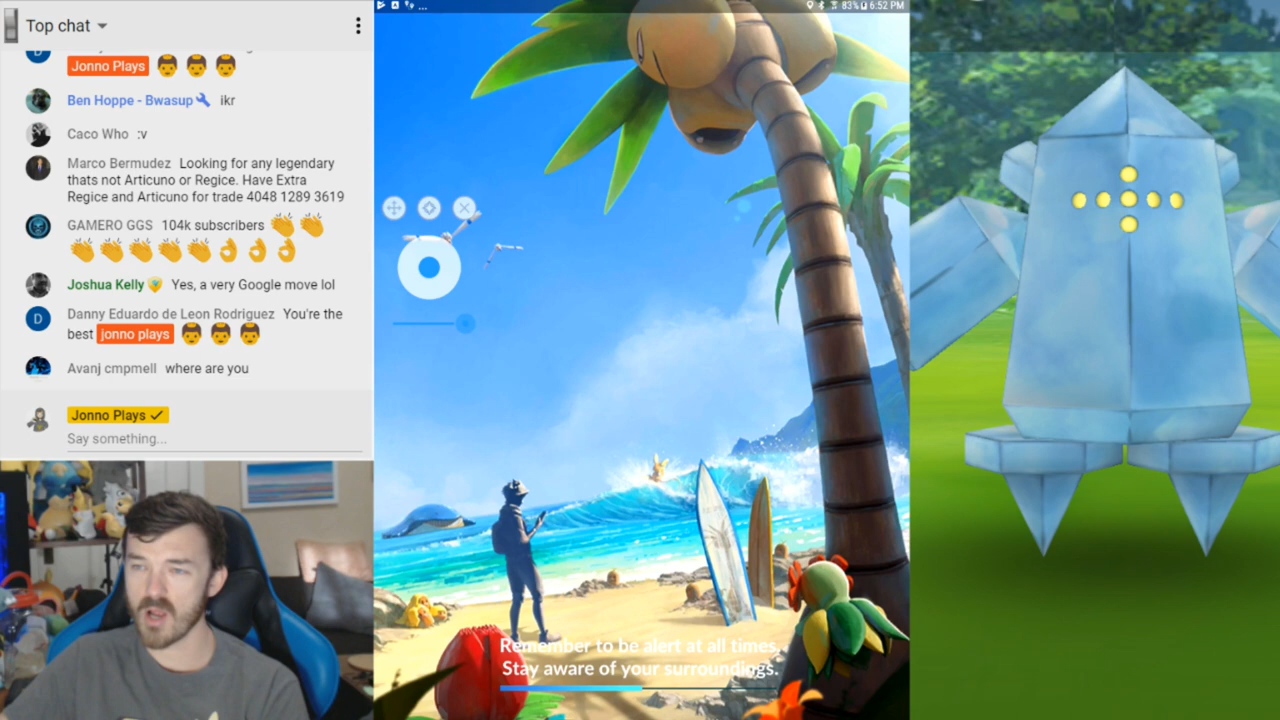 Top chat
Jonno Plays
Ben Hoppe - Bwasup ikr
Caco Who :v
Marco Bermudez Looking for any legendary
thats not Articuno or Regice. Have Extra
Regice and Articuno for trade 4048 1289 3619
GAMERO GGS 104k subscribers
Joshua Kelly Yes, a very Google move lol
D Danny Eduardo de Leon Rodriguez You're the
best jonno plays
Avanj cmpmell where are you
Jonno Plays
Say something...
... 83% 6:52 PM
Remember to be alert at all times.
Stay aware of your surroundings.